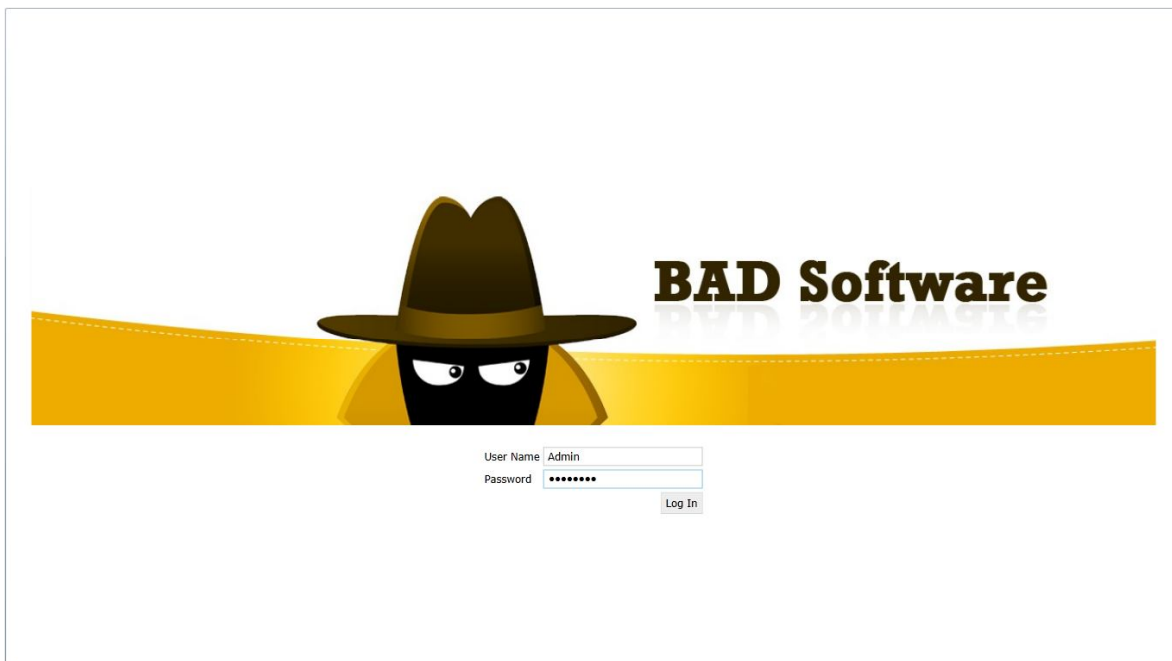 BAD Software
User Name Admin
Password ••••••••
Log In